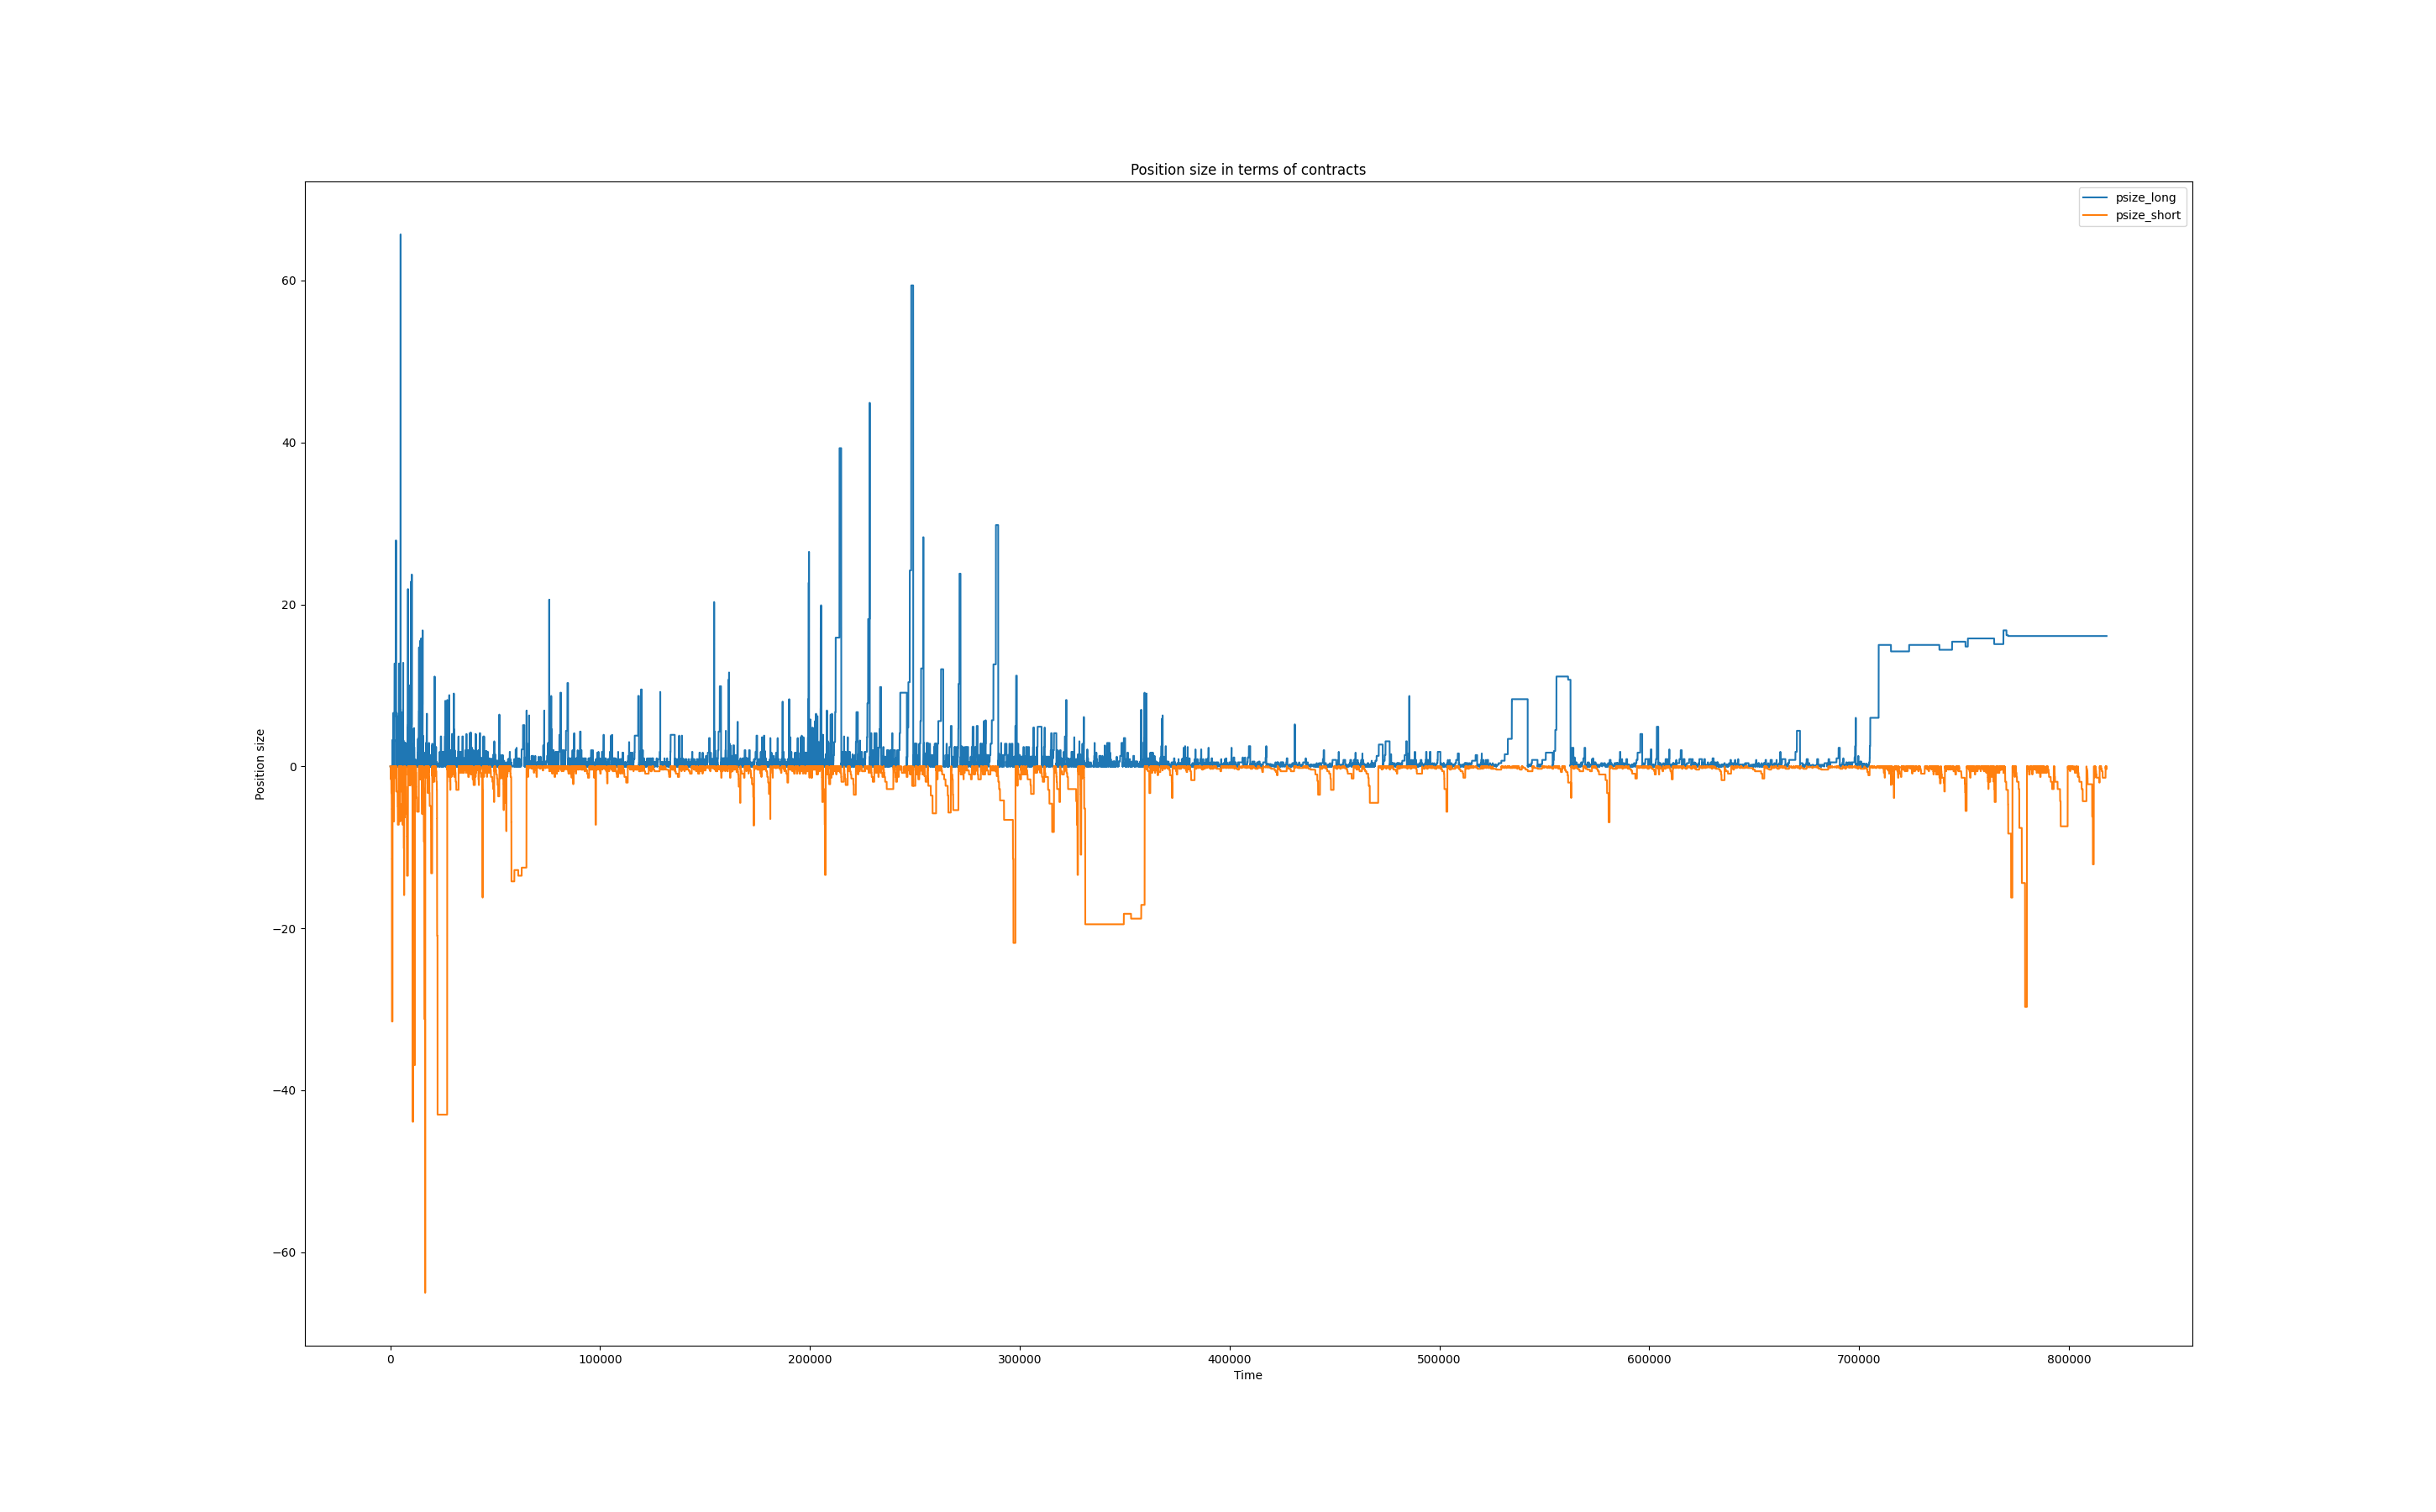 Position size in terms of contracts
psize_long
psize_short
60
40
20
0
−20
−40
−60
Position size
0 100000 200000 300000 400000 500000 600000 700000 800000
Time